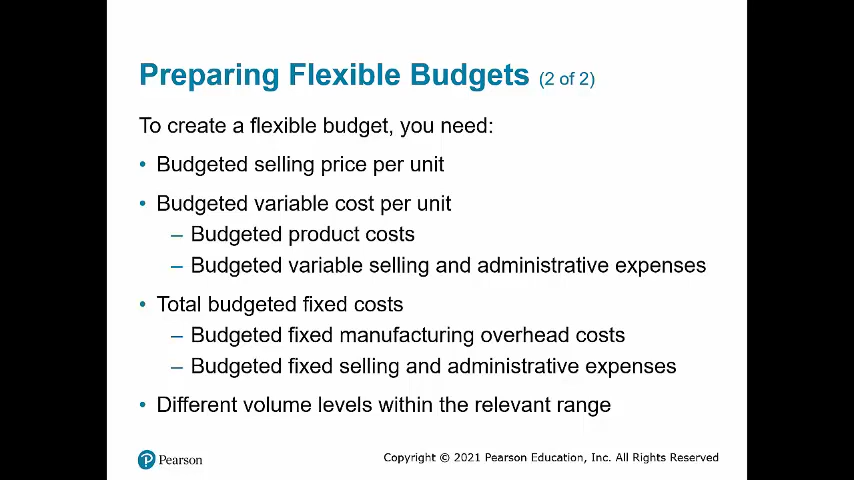 Preparing Flexible Budgets (2 of 2)
To create a flexible budget, you need:
• Budgeted selling price per unit
• Budgeted variable cost per unit
– Budgeted product costs
– Budgeted variable selling and administrative expenses
• Total budgeted fixed costs
– Budgeted fixed manufacturing overhead costs
– Budgeted fixed selling and administrative expenses
• Different volume levels within the relevant range
Pearson
Copyright © 2021 Pearson Education, Inc. All Rights Reserved